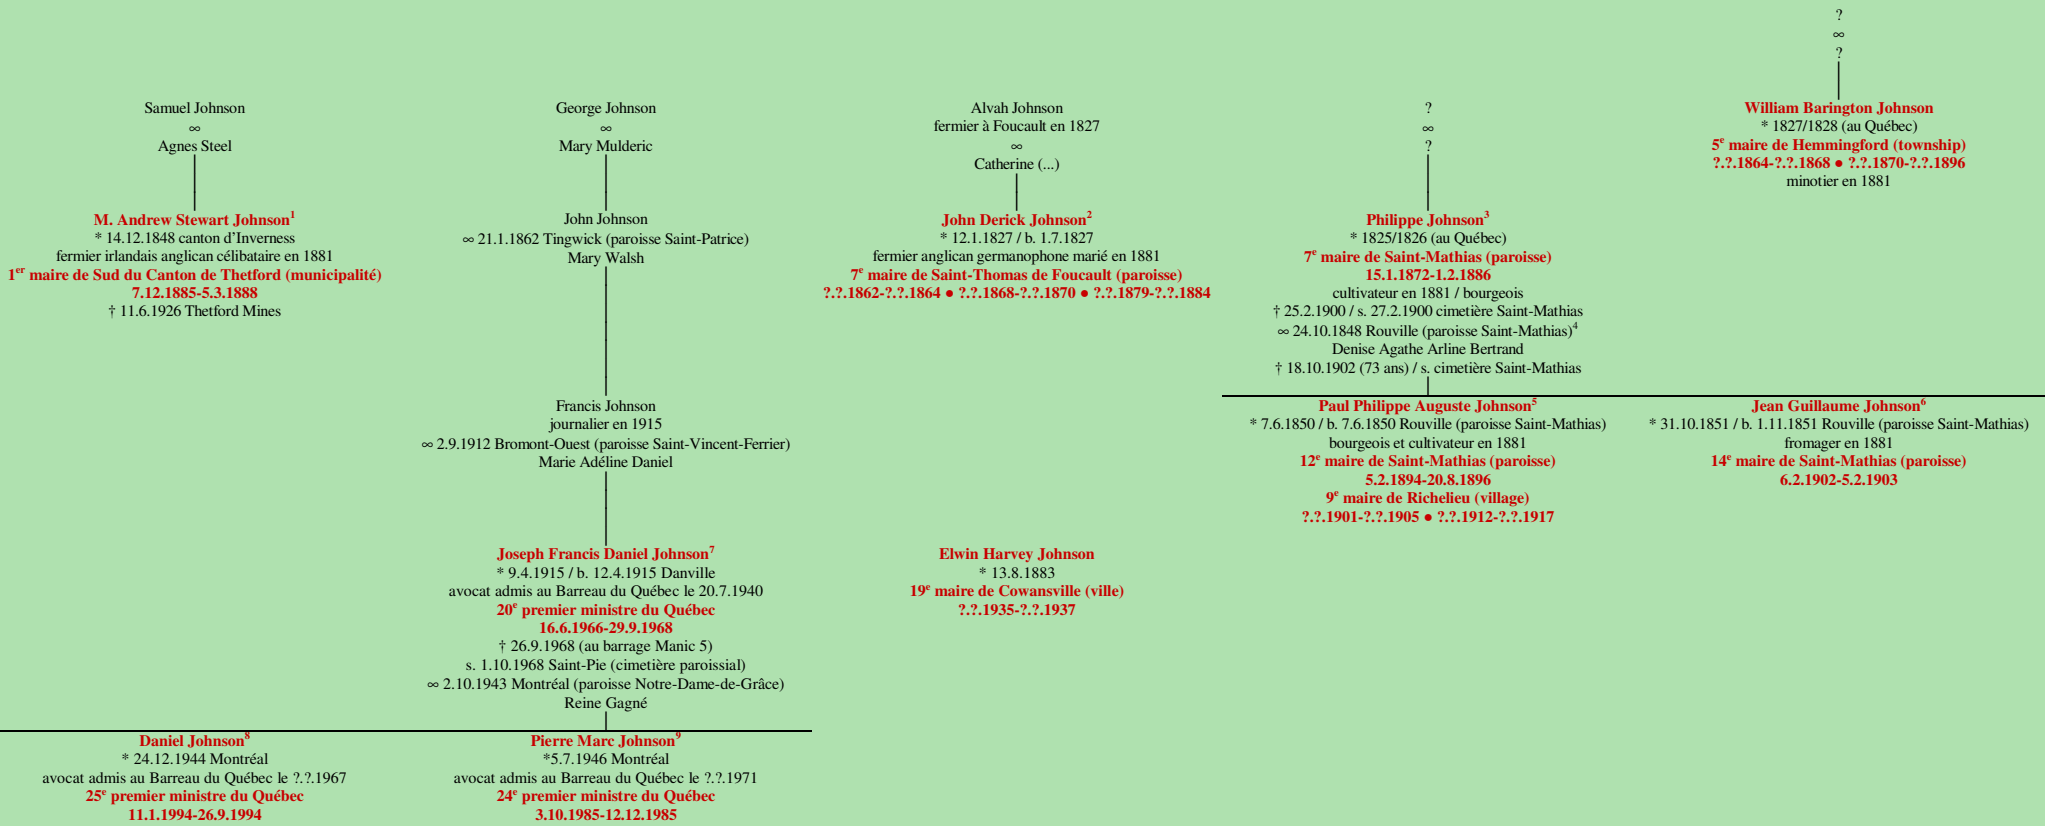 ?
∞
?
Samuel Johnson
∞
Agnes Steel
M. Andrew Stewart Johnson1
* 14.12.1848 canton d'Inverness
fermier irlandais anglican célibataire en 1881
1er maire de Sud du Canton de Thetford (municipalité)
7.12.1885-5.3.1888
† 11.6.1926 Thetford Mines
George Johnson
∞
Mary Mulderic
John Johnson
∞ 21.1.1862 Tingwick (paroisse Saint-Patrice)
Mary Walsh
Francis Johnson
journalier en 1915
∞ 2.9.1912 Bromont-Ouest (paroisse Saint-Vincent-Ferrier)
Marie Adéline Daniel
Joseph Francis Daniel Johnson7
* 9.4.1915 / b. 12.4.1915 Danville
avocat admis au Barreau du Québec le 20.7.1940
20e premier ministre du Québec
16.6.1966-29.9.1968
† 26.9.1968 (au barrage Manic 5)
s. 1.10.1968 Saint-Pie (cimetière paroissial)
∞ 2.10.1943 Montréal (paroisse Notre-Dame-de-Grâce)
Reine Gagné
Daniel Johnson8
* 24.12.1944 Montréal
avocat admis au Barreau du Québec le ?.?.1967
25e premier ministre du Québec
11.1.1994-26.9.1994
Pierre Marc Johnson9
*5.7.1946 Montréal
avocat admis au Barreau du Québec le ?.?.1971
24e premier ministre du Québec
3.10.1985-12.12.1985
Alvah Johnson
fermier à Foucault en 1827
∞
Catherine (...)
John Derick Johnson2
* 12.1.1827 / b. 1.7.1827
fermier anglican germanophone marié en 1881
7e maire de Saint-Thomas de Foucault (paroisse)
?.?.1862-?.?.1864 ● ?.?.1868-?.?.1870 ● ?.?.1879-?.?.1884
Elwin Harvey Johnson
* 13.8.1883
19e maire de Cowansville (ville)
?.?.1935-?.?.1937
?
∞
?
Philippe Johnson3
* 1825/1826 (au Québec)
7e maire de Saint-Mathias (paroisse)
15.1.1872-1.2.1886
cultivateur en 1881 / bourgeois
† 25.2.1900 / s. 27.2.1900 cimetière Saint-Mathias
∞ 24.10.1848 Rouville (paroisse Saint-Mathias)4
Denise Agathe Arline Bertrand
† 18.10.1902 (73 ans) / s. cimetière Saint-Mathias
Paul Philippe Auguste Johnson5
* 7.6.1850 / b. 7.6.1850 Rouville (paroisse Saint-Mathias)
bourgeois et cultivateur en 1881
12e maire de Saint-Mathias (paroisse)
5.2.1894-20.8.1896
9e maire de Richelieu (village)
?.?.1901-?.?.1905 ● ?.?.1912-?.?.1917
William Barington Johnson
* 1827/1828 (au Québec)
5e maire de Hemmingford (township)
?.?.1864-?.?.1868 ● ?.?.1870-?.?.1896
minotier en 1881
Jean Guillaume Johnson6
* 31.10.1851 / b. 1.11.1851 Rouville (paroisse Saint-Mathias)
fromager en 1881
14e maire de Saint-Mathias (paroisse)
6.2.1902-5.2.1903